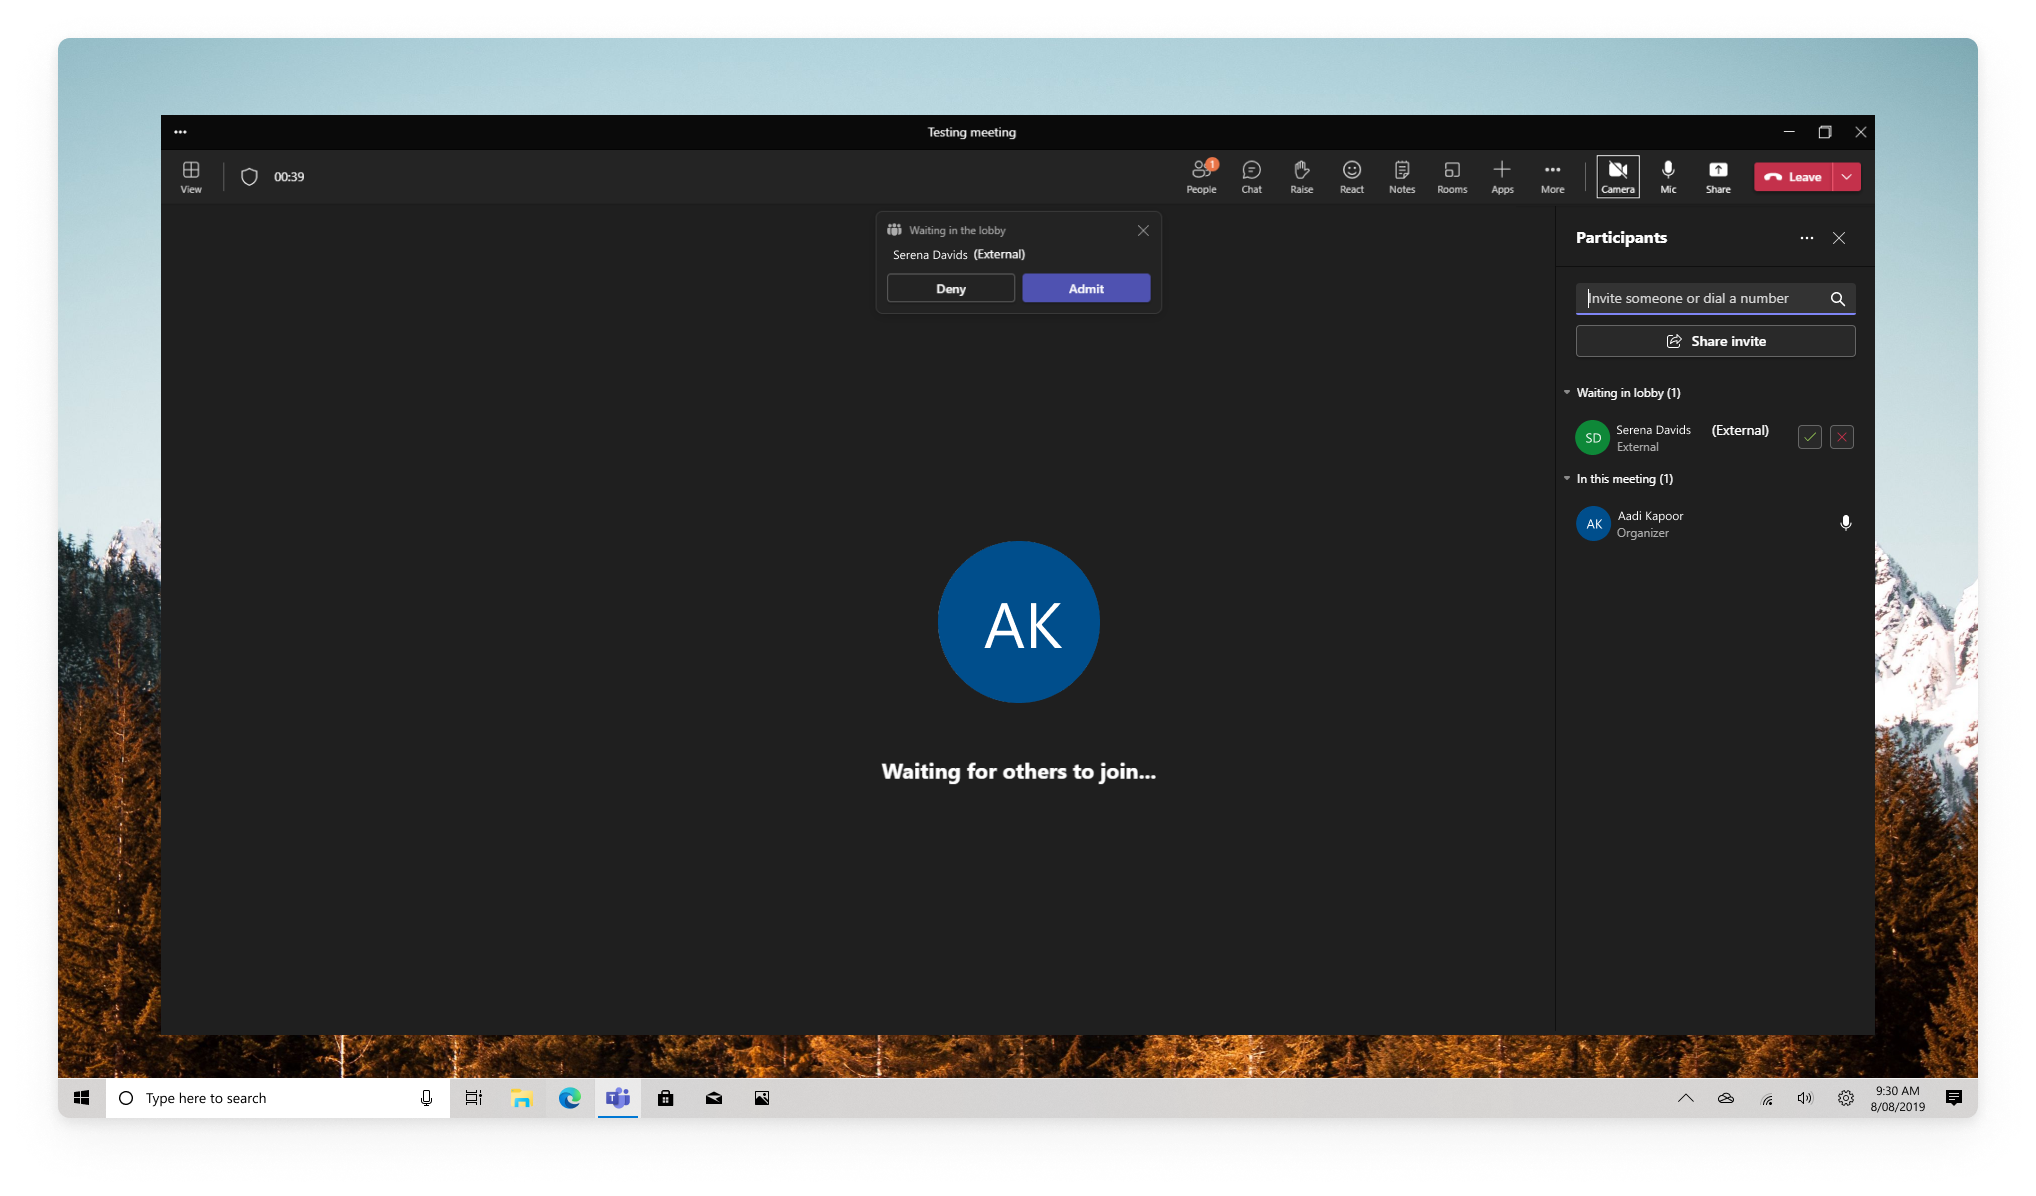 Testing meeting
View
00:39
1
People
Chat
Raise
React
Notes
Rooms
Apps
More
Camera
Mic
Share
Leave
Waiting in the lobby
Serena Davids (External)
Deny
Admit
AK
Waiting for others to join...
Participants
Invite someone or dial a number
Share invite
Waiting in lobby (1)
SD
Serena Davids (External)
External
In this meeting (1)
AK
Aadi Kapoor
Organizer
Type here to search
T
9:30 AM
8/08/2019